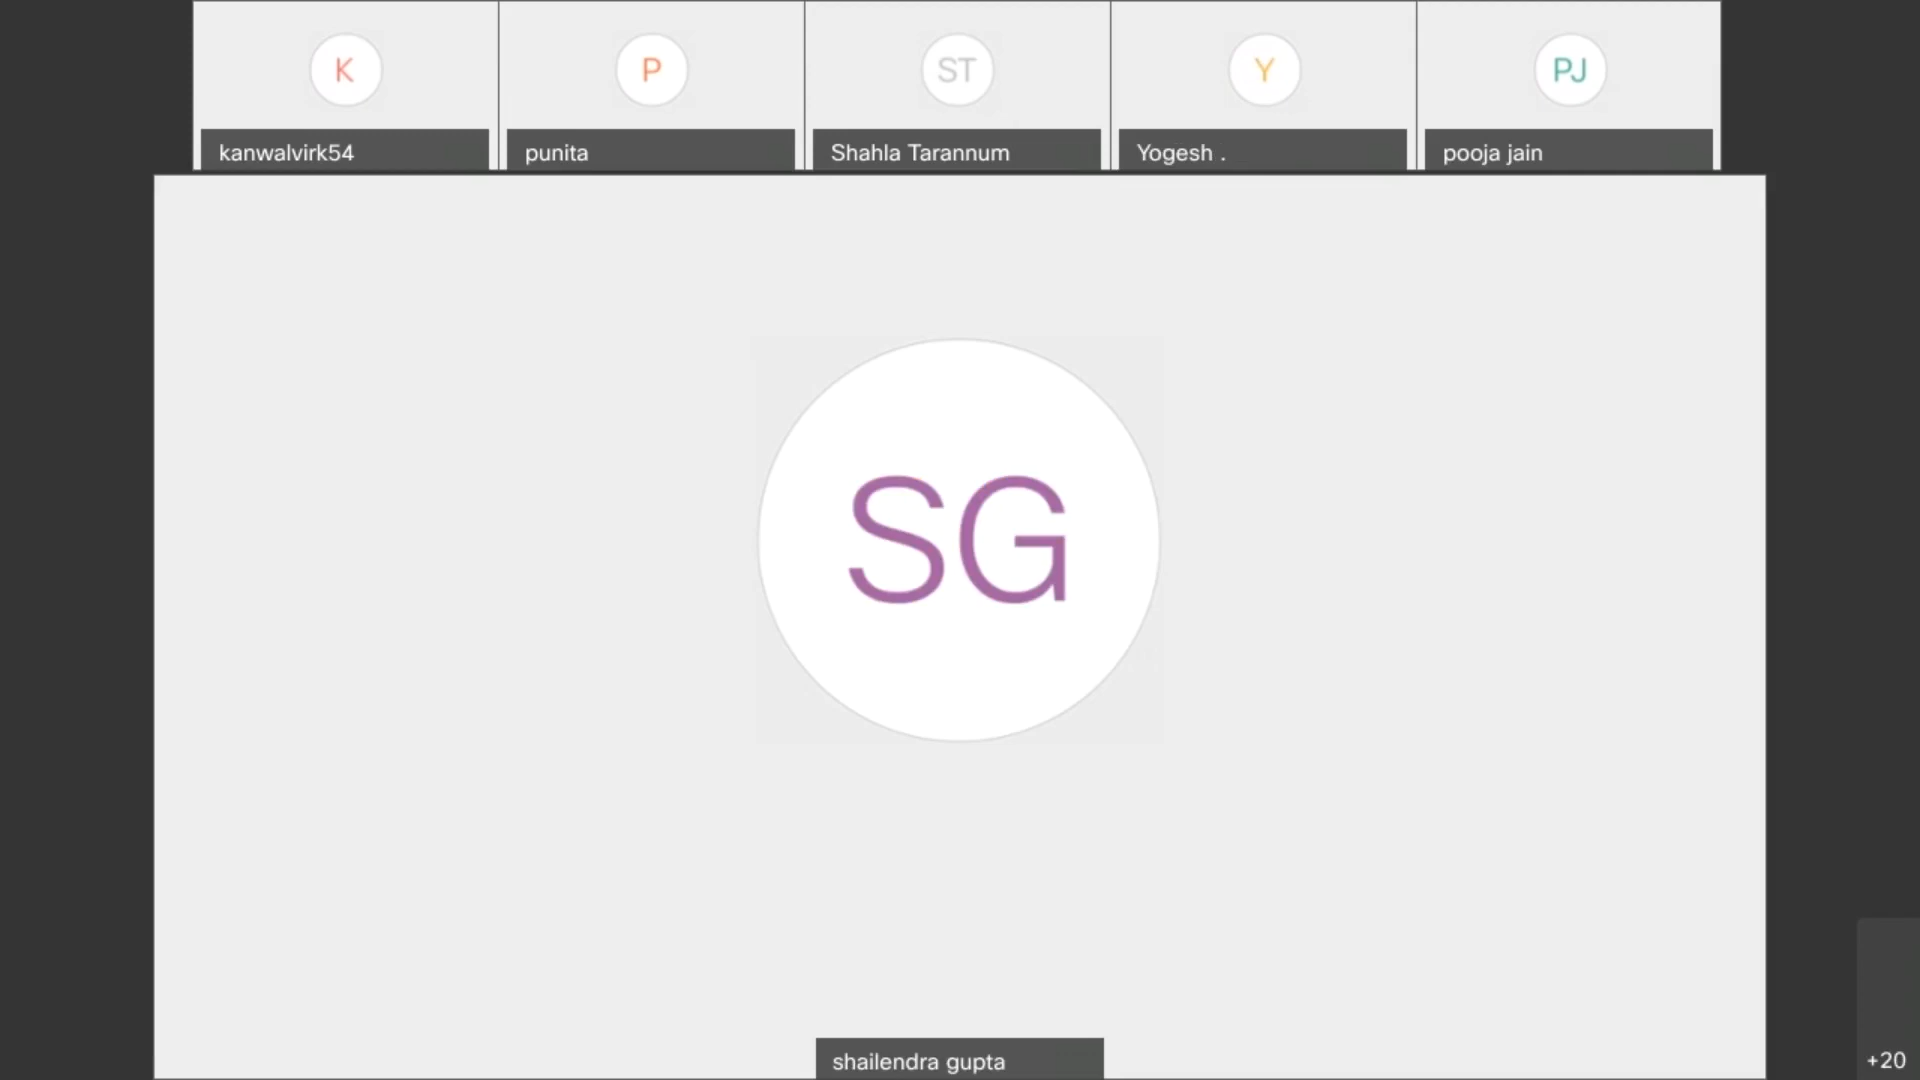 K
P
ST
Y
PJ
kanwalvirk54
punita
Shahla Tarannum
Yogesh .
pooja jain
SG
shailendra gupta
+20